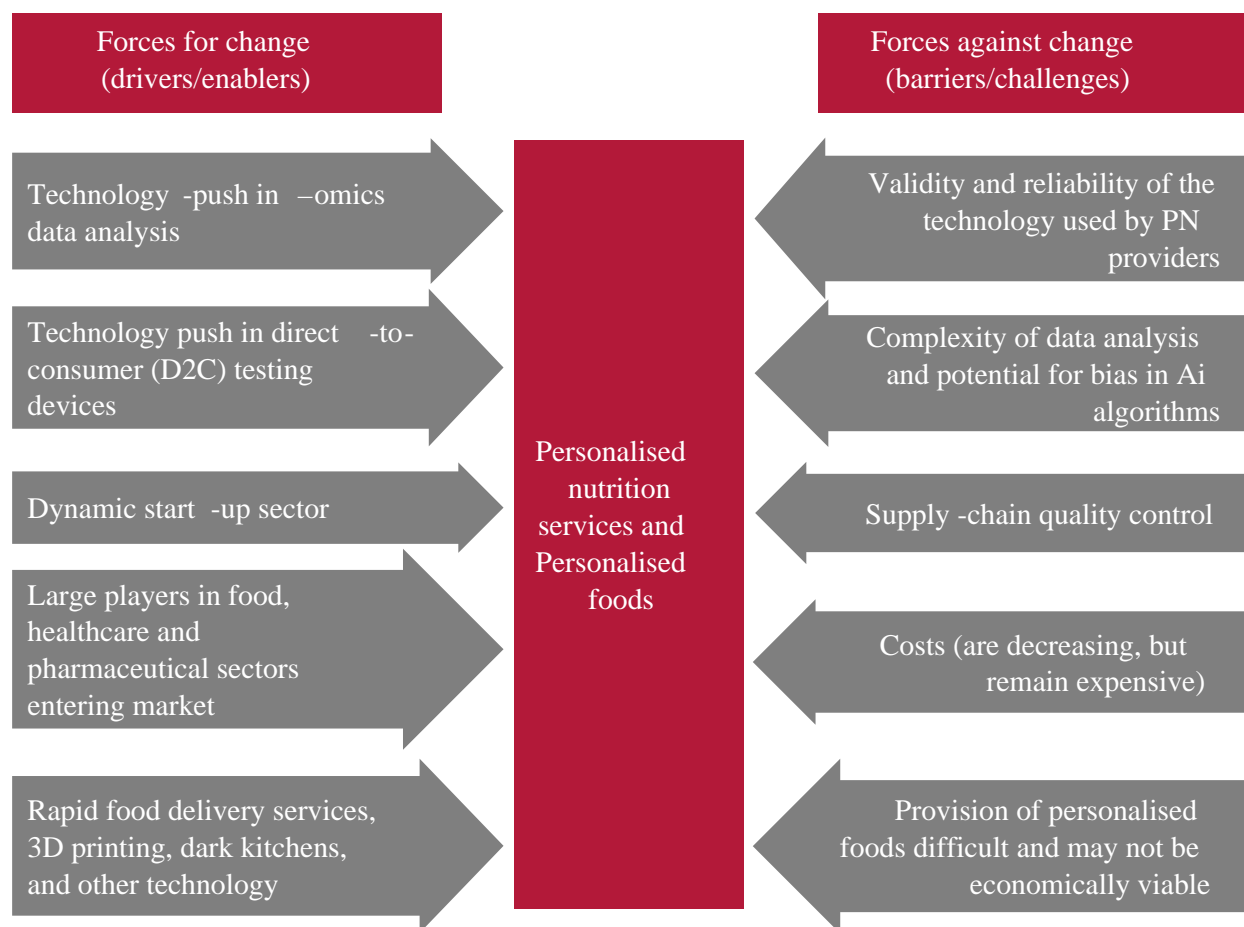 Forces for change
(drivers/enablers)
Forces against change
(barriers/challenges)
Technology -push in –omics
data analysis
Technology push in direct -to-
consumer (D2C) testing
devices
Dynamic start -up sector
Large players in food,
healthcare and
pharmaceutical sectors
entering market
Rapid food delivery services,
3D printing, dark kitchens,
and other technology
Personalised
nutrition
services and
Personalised
foods
Validity and reliability of the
technology used by PN
providers
Complexity of data analysis
and potential for bias in Ai
algorithms
Supply -chain quality control
Costs (are decreasing, but
remain expensive)
Provision of personalised
foods difficult and may not be
economically viable